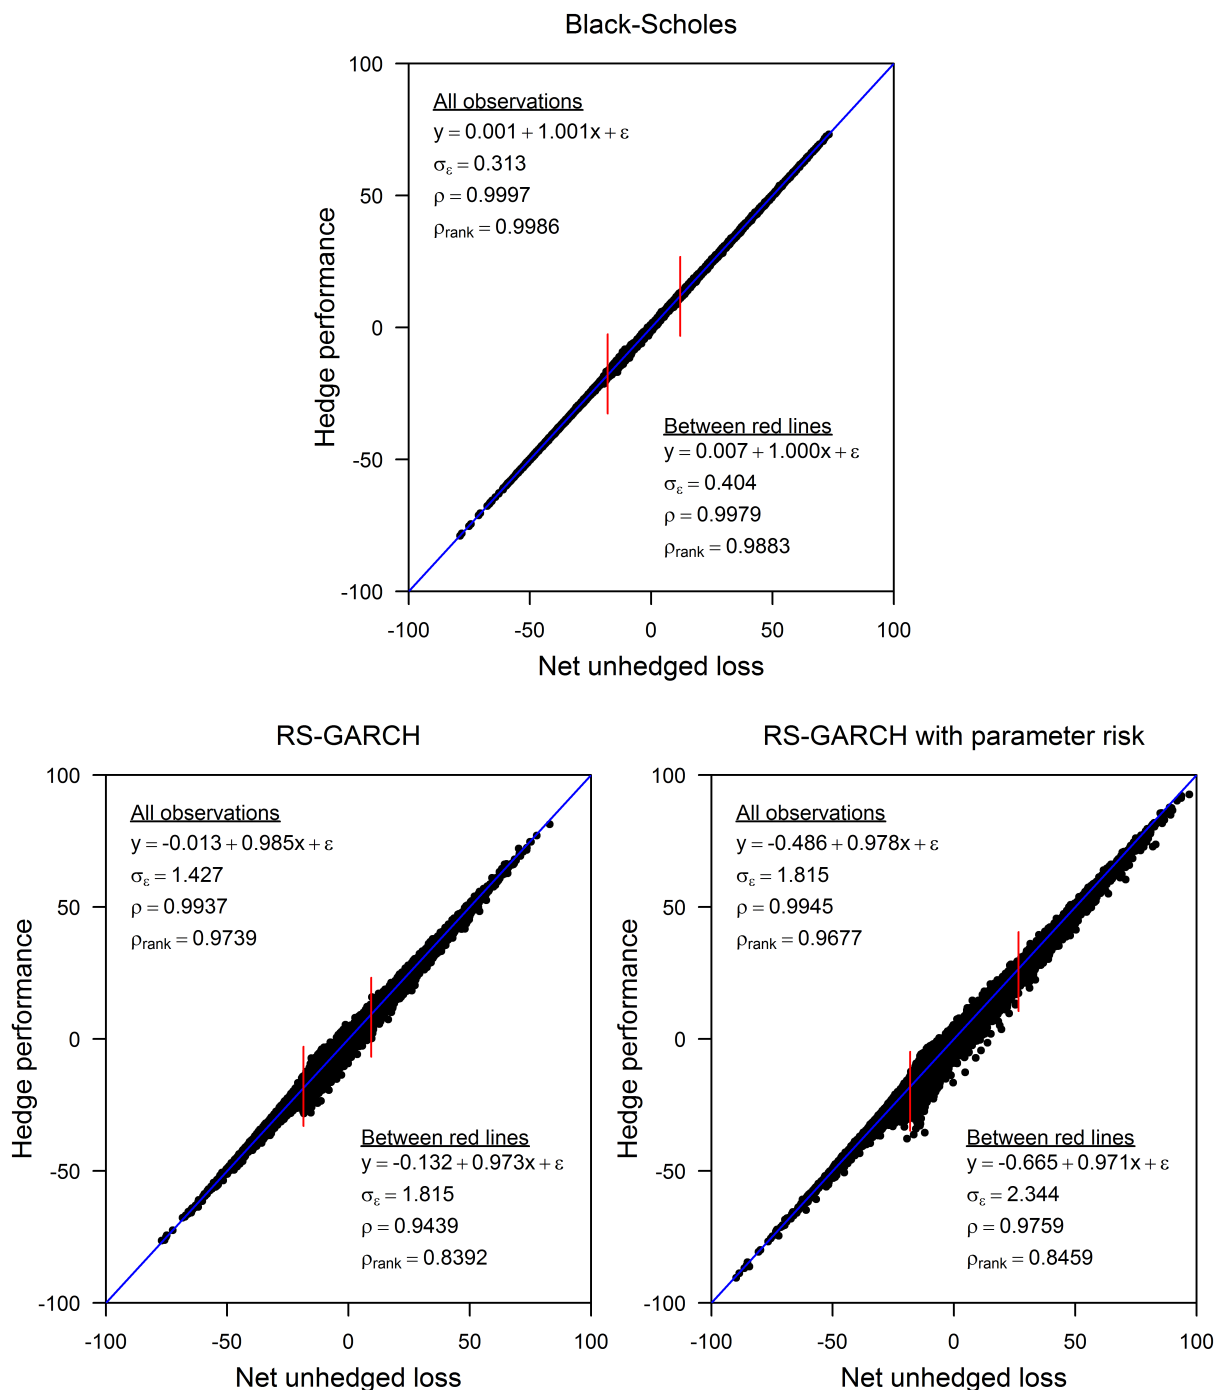 Black-Scholes
100
50
0
-50
-100
Hedge performance
All observations
y = 0.001 + 1.001x + ε
σε = 0.313
ρ = 0.9997
ρrank = 0.9986
Between red lines
y = 0.007 + 1.000x + ε
σε = 0.404
ρ = 0.9979
ρrank = 0.9883
-100 -50 0 50 100
Net unhedged loss
RS-GARCH
100
50
0
-50
-100
Hedge performance
All observations
y = -0.013 + 0.985x + ε
σε = 1.427
ρ = 0.9937
ρrank = 0.9739
Between red lines
y = -0.132 + 0.973x + ε
σε = 1.815
ρ = 0.9439
ρrank = 0.8392
-100 -50 0 50 100
Net unhedged loss
RS-GARCH with parameter risk
100
50
0
-50
-100
Hedge performance
All observations
y = -0.486 + 0.978x + ε
σε = 1.815
ρ = 0.9945
ρrank = 0.9677
Between red lines
y = -0.665 + 0.971x + ε
σε = 2.344
ρ = 0.9759
ρrank = 0.8459
-100 -50 0 50 100
Net unhedged loss